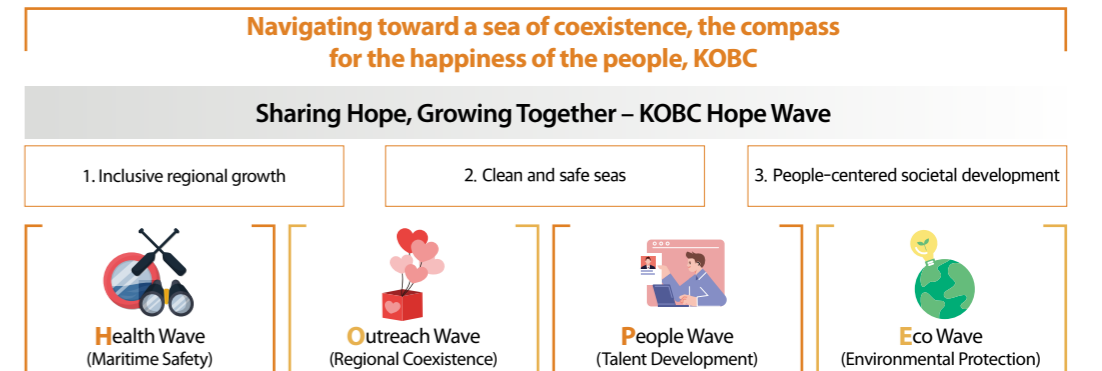 Navigating toward a sea of coexistence, the compass
for the happiness of the people, KOBC
Sharing Hope, Growing Together – KOBC Hope Wave
1. Inclusive regional growth
2. Clean and safe seas
3. People-centered societal development
Health Wave
(Maritime Safety)
Outreach Wave
(Regional Coexistence)
People Wave
(Talent Development)
Eco Wave
(Environmental Protection)